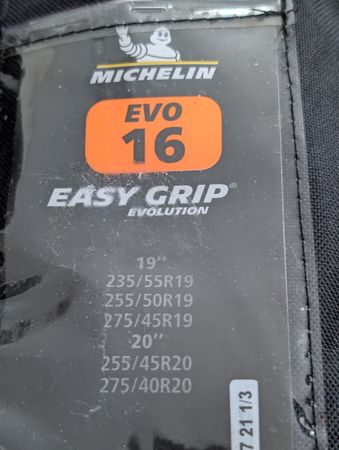 MICHELIN
EVO
16
EASY GRIP®
EVOLUTION
19"
235/55R19
255/50R19
275/45R19
20"
255/45R20
275/40R20
7 21 1/3